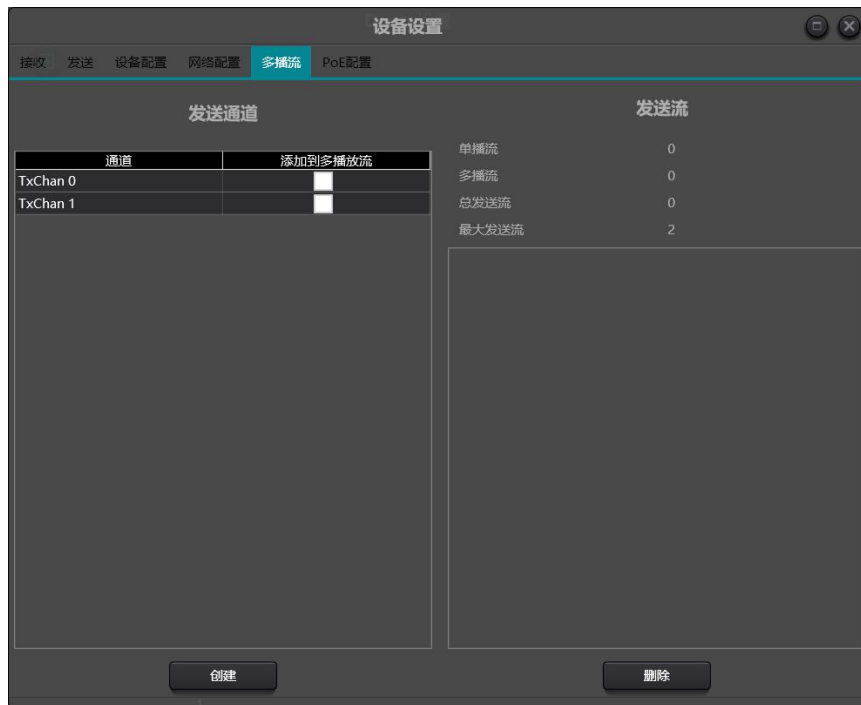 设备设置
接收 发送 设备配置 网络配置 多播流 PoE配置
发送通道
通道 添加到多播放流
TxChan 0
TxChan 1
创建
发送流
单播流 0
多播流 0
总发送流 0
最大发送流 2
删除